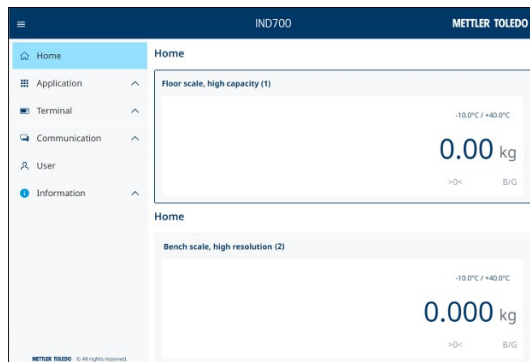 IND700
METTLER TOLEDO
Home
Application
Terminal
Communication
User
Information
METTLER TOLEDO © All rights reserved.
Home
Floor scale, high capacity (1)
-10.0°C / +40.0°C
0.00 kg
>0<
B/G
Home
Bench scale, high resolution (2)
-10.0°C / +40.0°C
0.000 kg
>0<
B/G